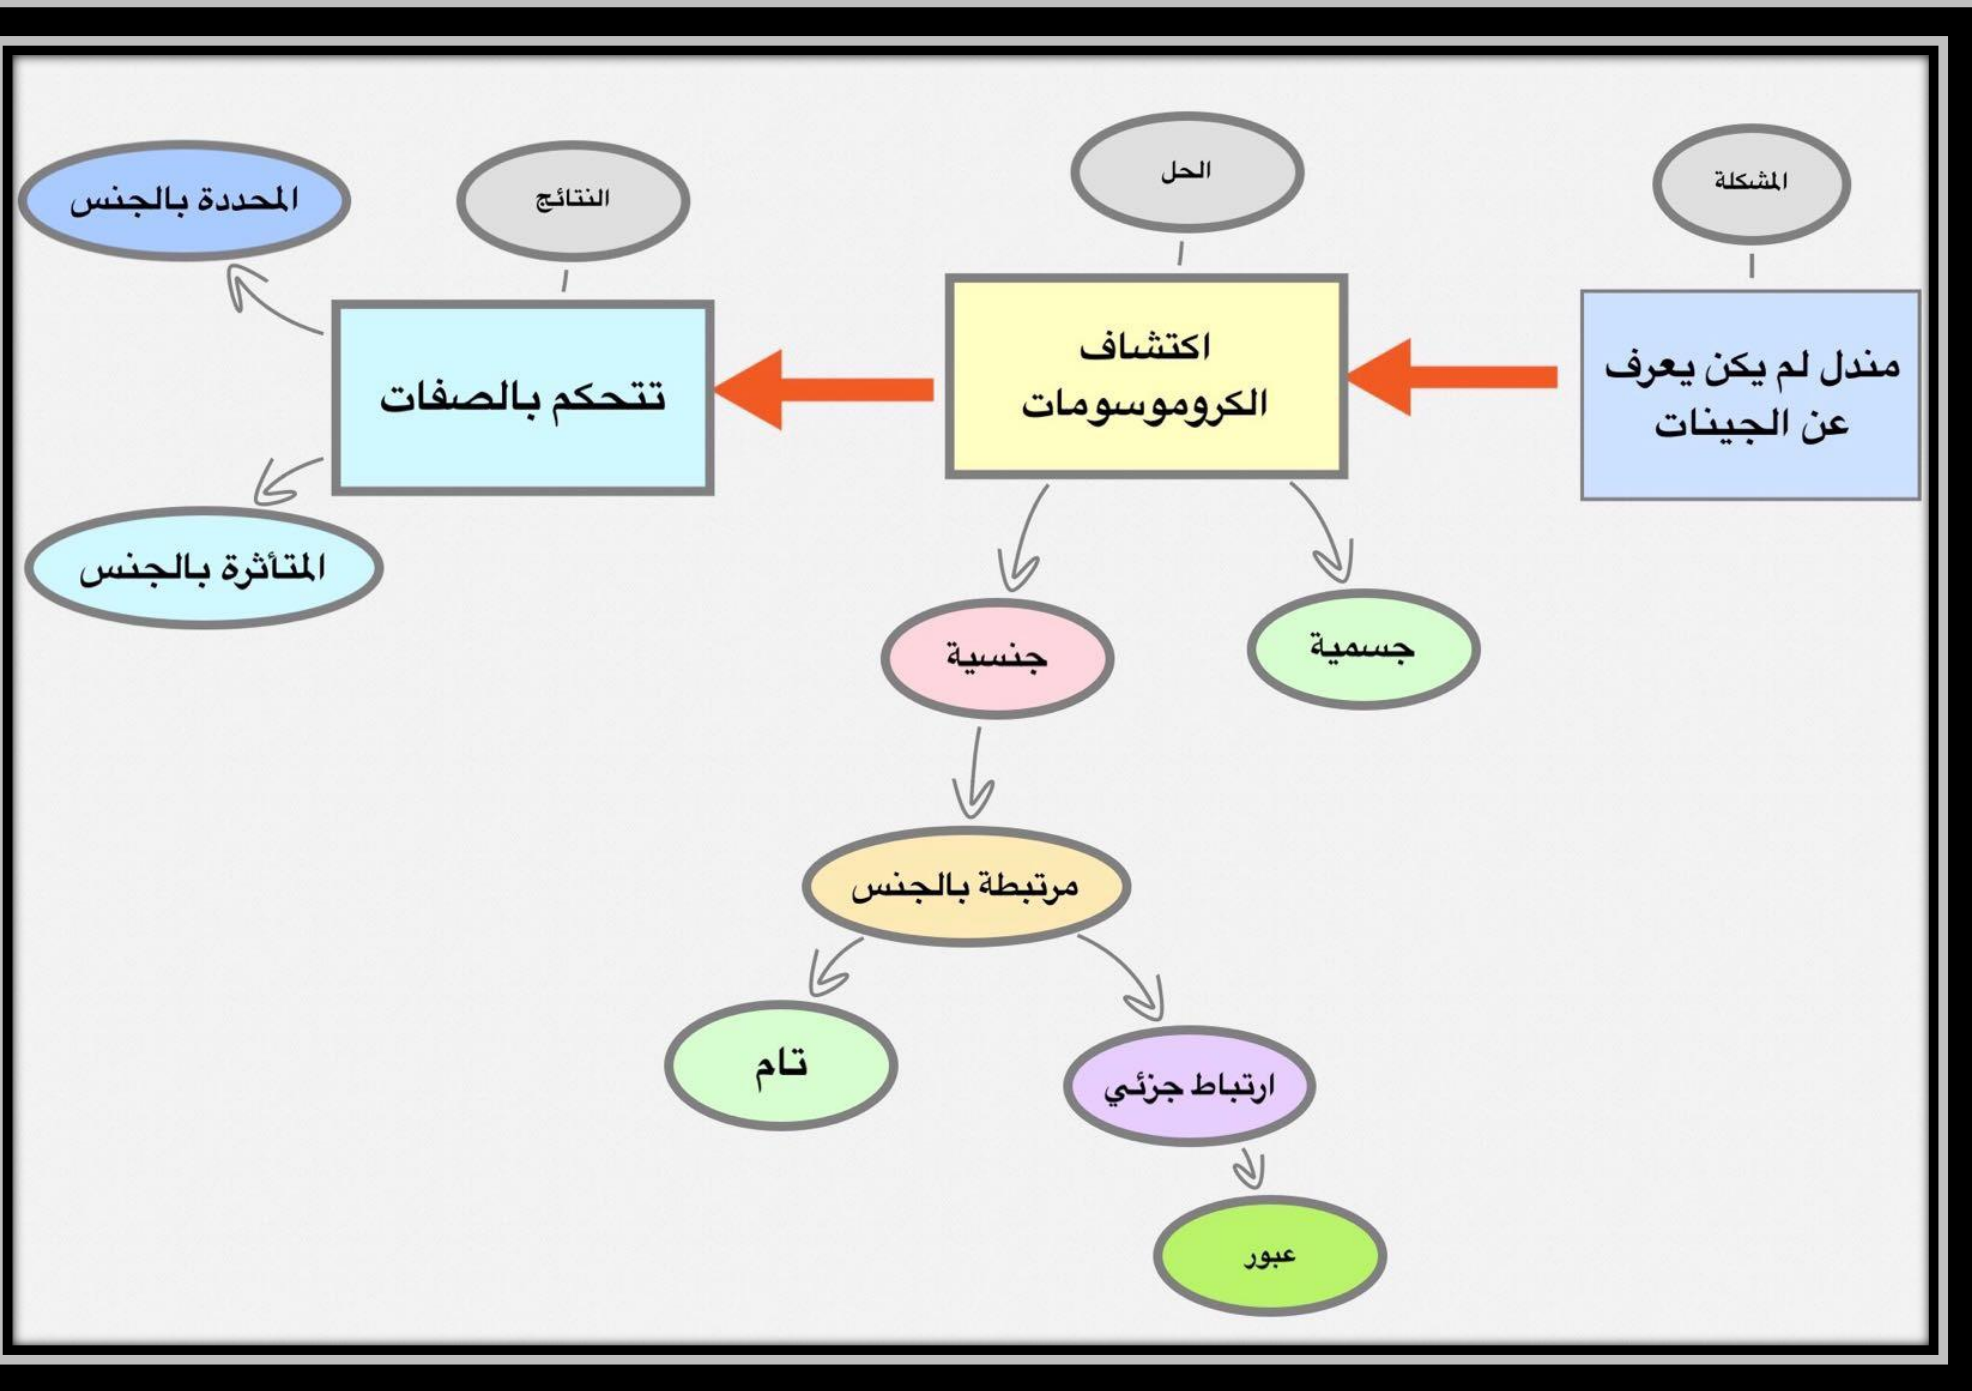 المشكلة
مندل لم يكن يعرف
عن الجينات
الحل
اكتشاف
الكروموسومات
جسمية
جنسية
مرتبطة بالجنس
ارتباط جزئي
عبور
تام
النتائج
تتحكم بالصفات
المحددة بالجنس
المتأثرة بالجنس